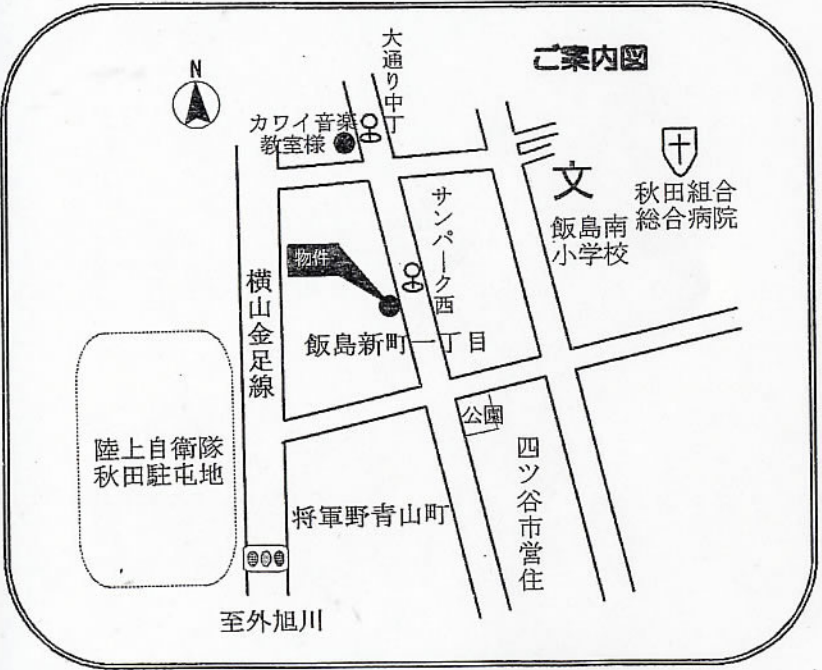 ご案内図
N
大通り中丁
カワイ音楽
教室様
文
飯島南
小学校
秋田組合
総合病院
サンパーク西
物件
横山金足線
飯島新町一丁目
公園
陸上自衛隊
秋田駐屯地
将軍野青山町
四ツ谷市営住
至外旭川